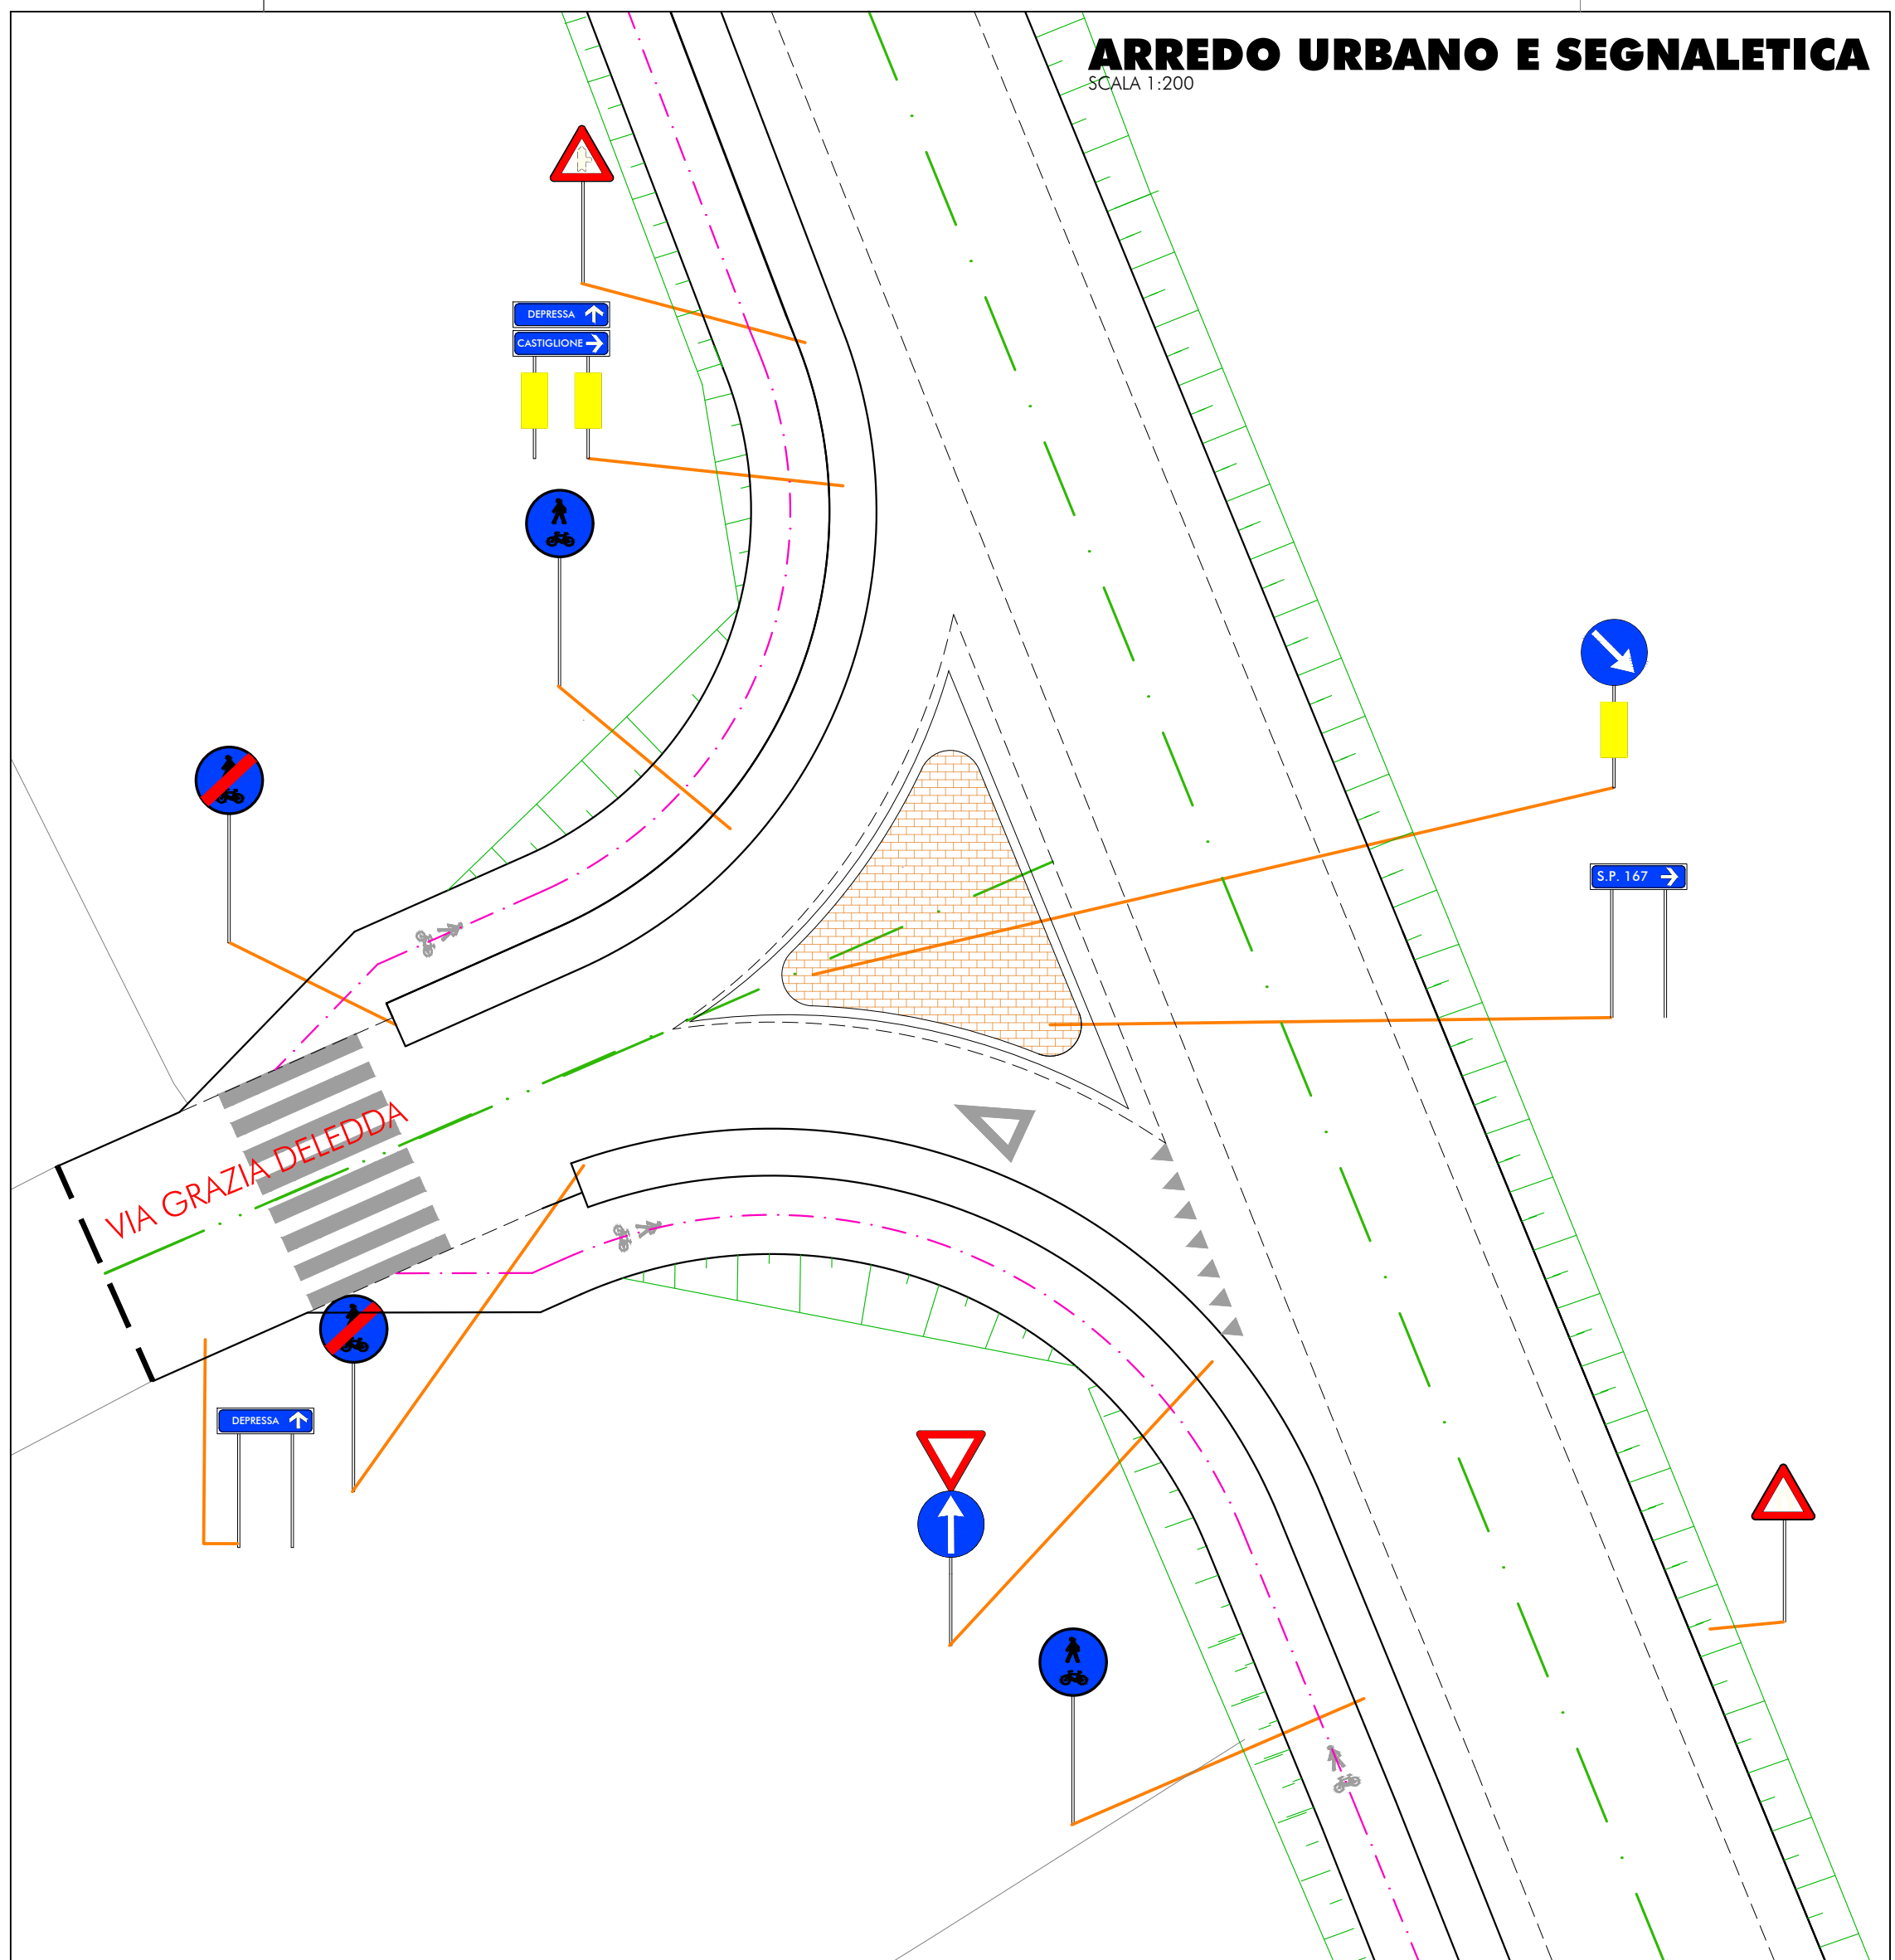 ARREDO URBANO E SEGNALETICA
SCALA 1:200
DEPRESSA
CASTIGLIONE
S.P. 167
VIA GRAZIA DELEDDA
DEPRESSA